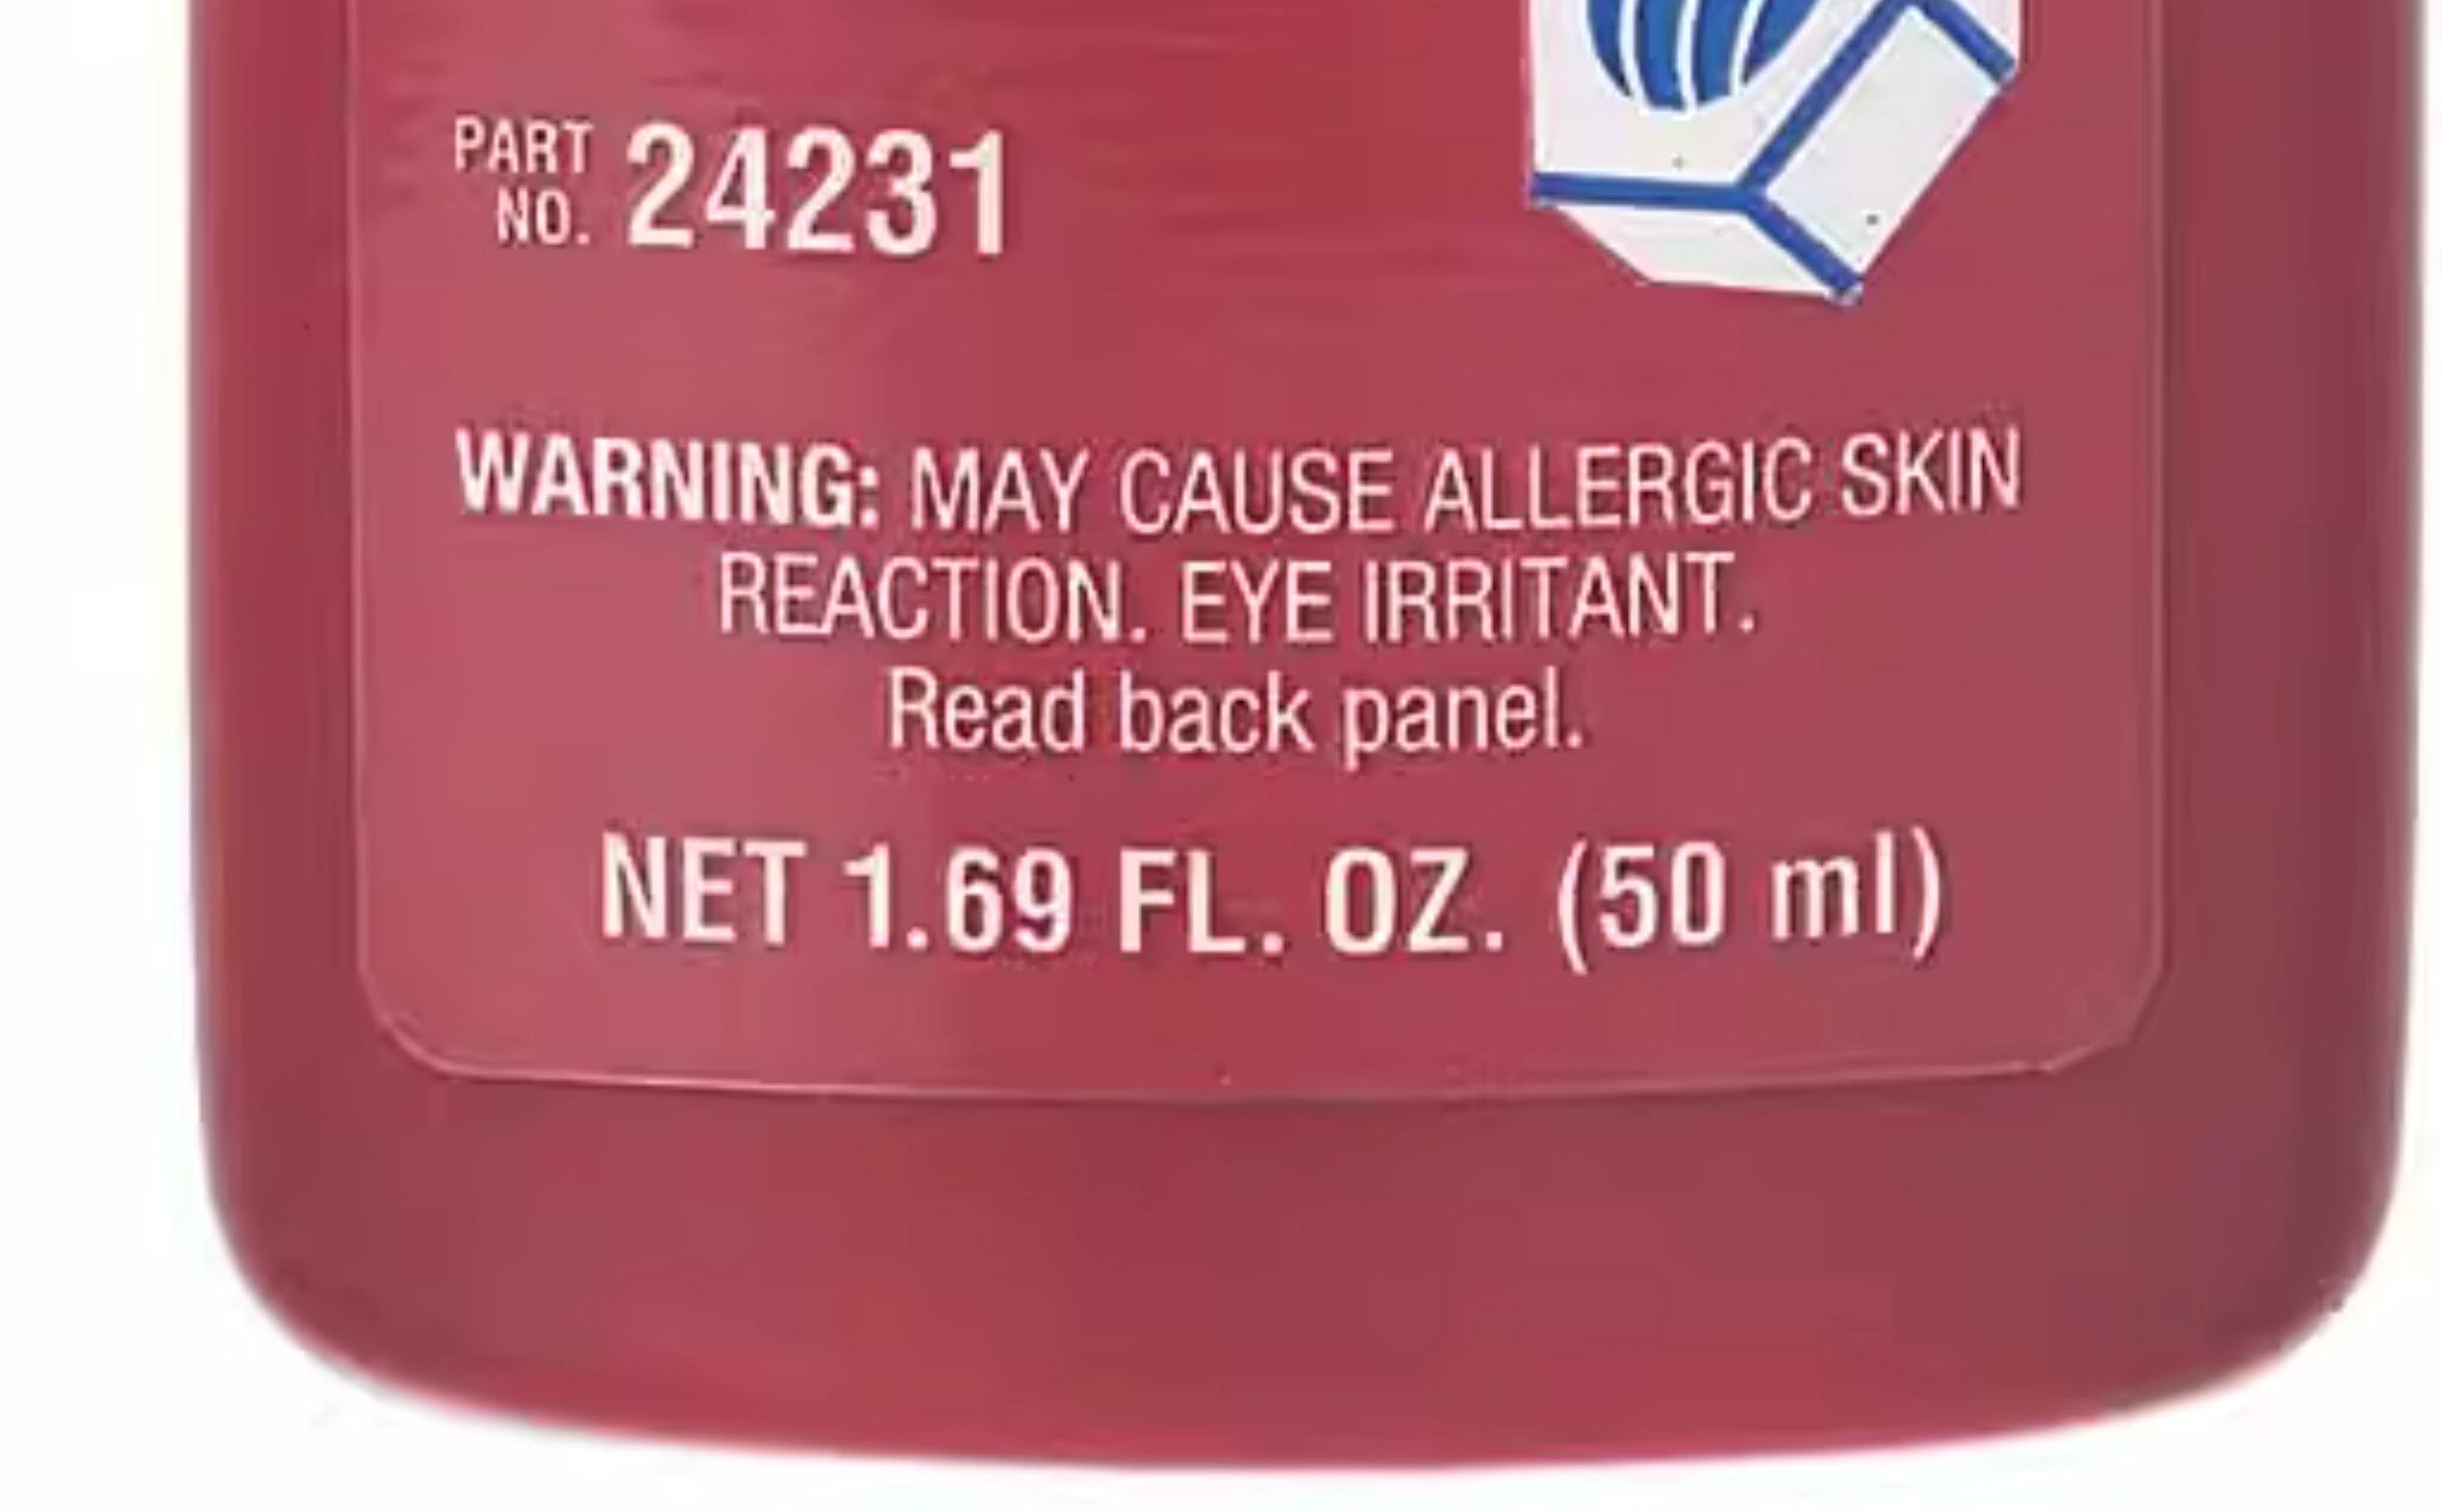 PART
NO. 24231
WARNING: MAY CAUSE ALLERGIC SKIN
REACTION. EYE IRRITANT.
Read back panel.
NET 1.69 FL. OZ. (50 ml)